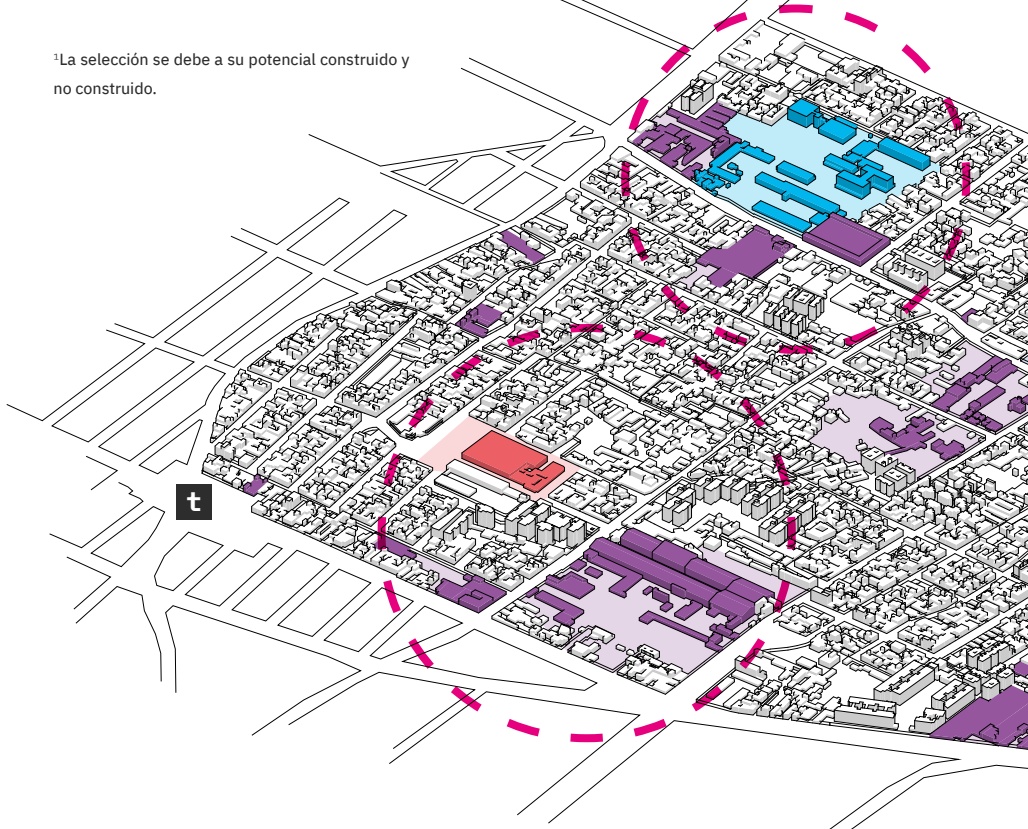 ¹La selección se debe a su potencial construido y
no construido.
t